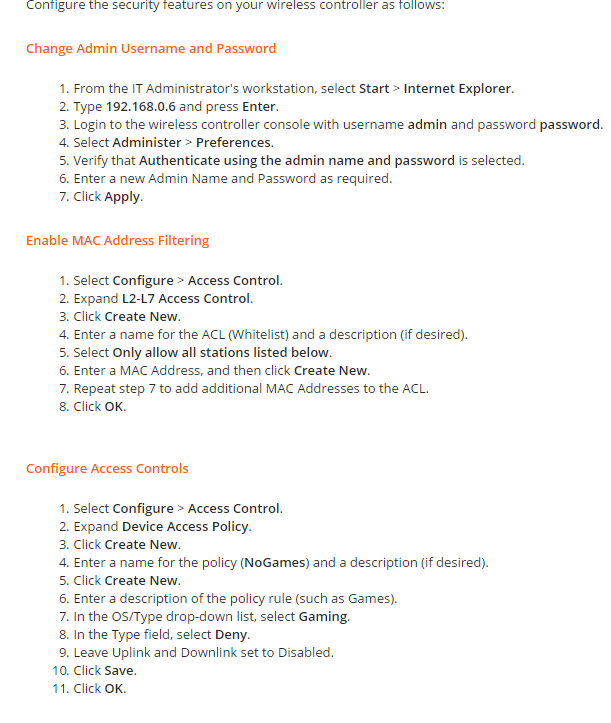 Configure the security features on your wireless controller as follows:
Change Admin Username and Password
1. From the IT Administrator's workstation, select Start > Internet Explorer.
2. Type 192.168.0.6 and press Enter.
3. Login to the wireless controller console with username admin and password password.
4. Select Administer > Preferences.
5. Verify that Authenticate using the admin name and password is selected.
6. Enter a new Admin Name and Password as required.
7. Click Apply.
Enable MAC Address Filtering
1. Select Configure > Access Control.
2. Expand L2-L7 Access Control.
3. Click Create New.
4. Enter a name for the ACL (Whitelist) and a description (if desired).
5. Select Only allow all stations listed below.
6. Enter a MAC Address, and then click Create New.
7. Repeat step 7 to add additional MAC Addresses to the ACL.
8. Click OK.
Configure Access Controls
1. Select Configure > Access Control.
2. Expand Device Access Policy.
3. Click Create New.
4. Enter a name for the policy (NoGames) and a description (if desired).
5. Click Create New.
6. Enter a description of the policy rule (such as Games).
7. In the OS/Type drop-down list, select Gaming.
8. In the Type field, select Deny.
9. Leave Uplink and Downlink set to Disabled.
10. Click Save.
11. Click OK.